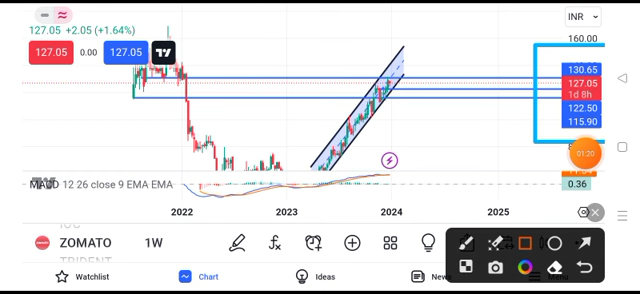 INR
127.05 +2.05 (+1.64%)
160.00
127.05 0.00 127.05
130.65
127.05
1d 8h
122.50
115.90
01:20
MACD 12 26 close 9 EMA EMA
0.36
2022 2023 2024 2025
ZOMATO 1W
TRIDENT
Watchlist Chart Ideas News